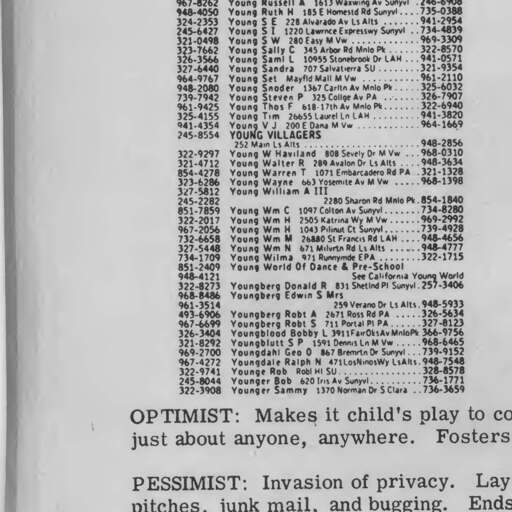 967-8262 Young Russell A 1613 Waxwing Av Sunyvl . 246-6908
948-4050 Young Ruth H 185 E Homestd Rd Sunyvl....735-0388
324-2353 Young S E 228 Alvarado Av Ls Alts ......941-2954
245-6427 Young S I 1220 Lawrnce Expresswy Sunyvl ..734-4839
321-0498 Young S W 280 Easy M Vw ..........969-3309
323-7662 Young Sally C 345 Arbor Rd Mnlo Pk......322-8570
326-3566 Young Saml L 10955 Stonebrook Dr LAH ...941-0571
327-6440 Young Sandra 707 Salvatierra SU ........321-9354
964-9767 Young Set Mayfld Mall M Vw .........961-2110
948-2080 Young Snoder 1367 Carltn Av Mnlo Pk....325-6032
739-7942 Young Steven P 325 Collge Av PA .......326-7907
961-9425 Young Thos F 618-17th Av Mnlo Pk.....322-6940
325-4155 Young Tim 26655 Laurel Ln LAH .......941-3820
941-4354 Young V J 200 E Dana M Vw ..........964-1669
245-8554 YOUNG VILLAGERS
252 Main Ls Alts ................948-2856
322-9297 Young W Haviland 808 Sevely Dr M Vw ...968-0310
321-4712 Young Walter R 289 Avalon Dr Ls Alts ....948-3634
854-4278 Young Warren T 1071 Embarcadero Rd PA ..321-1328
323-6286 Young Wayne 663 Yosemite Av M Vw .....968-1398
327-5812 Young William A III
245-2282 2280 Sharon Rd Mnlo Pk.854-1840
851-7859 Young Wm C 1097 Colton Av Sunyvl.....734-8280
322-2017 Young Wm H 2505 Katrina Wy M Vw .....969-2992
967-2056 Young Wm H 1043 Pilinut Ct Sunyvl.....739-4928
732-6658 Young Wm M 26880 St Francis Rd LAH ....948-4656
327-5448 Young Wm N 671 Milvrtn Rd Ls Alts .....948-4777
734-1709 Young Wilma 971 Runnymde EPA .......322-1715
851-2409 Young World Of Dance & Pre-School
948-4121 See California Young World
322-8273 Youngberg Donald R 831 Shetlnd Pl Sunyvl.257-3406
968-8486 Youngberg Edwin S Mrs
961-3514 259 Verano Dr Ls Alts.948-5933
493-6906 Youngberg Robt A 2671 Ross Rd PA .....326-5634
967-6699 Youngberg Robt S 711 Portal Pl PA .....327-8123
326-3404 Youngblood Bobby L 3911 FairOksAvMnloPk 366-9756
321-8292 Youngblutt S P 1591 Dennis Ln M Vw .....968-6465
969-2700 Youngdahl Geo O 867 Bremrtn Dr Sunyvl ...739-9152
967-4272 Youngdale Ralph N 471LosNinosWy LsAlts.948-7548
322-9741 Younge Rob Robl HI SU ............328-8578
245-8044 Younger Bob 620 Iris Av Sunyvl........736-1771
322-3908 Younger Sammy 1370 Norman Dr S Clara ..736-3659
OPTIMIST: Makes it child's play to co
just about anyone, anywhere. Fosters
PESSIMIST: Invasion of privacy. Lay
pitches, junk mail, and bugging. Ends